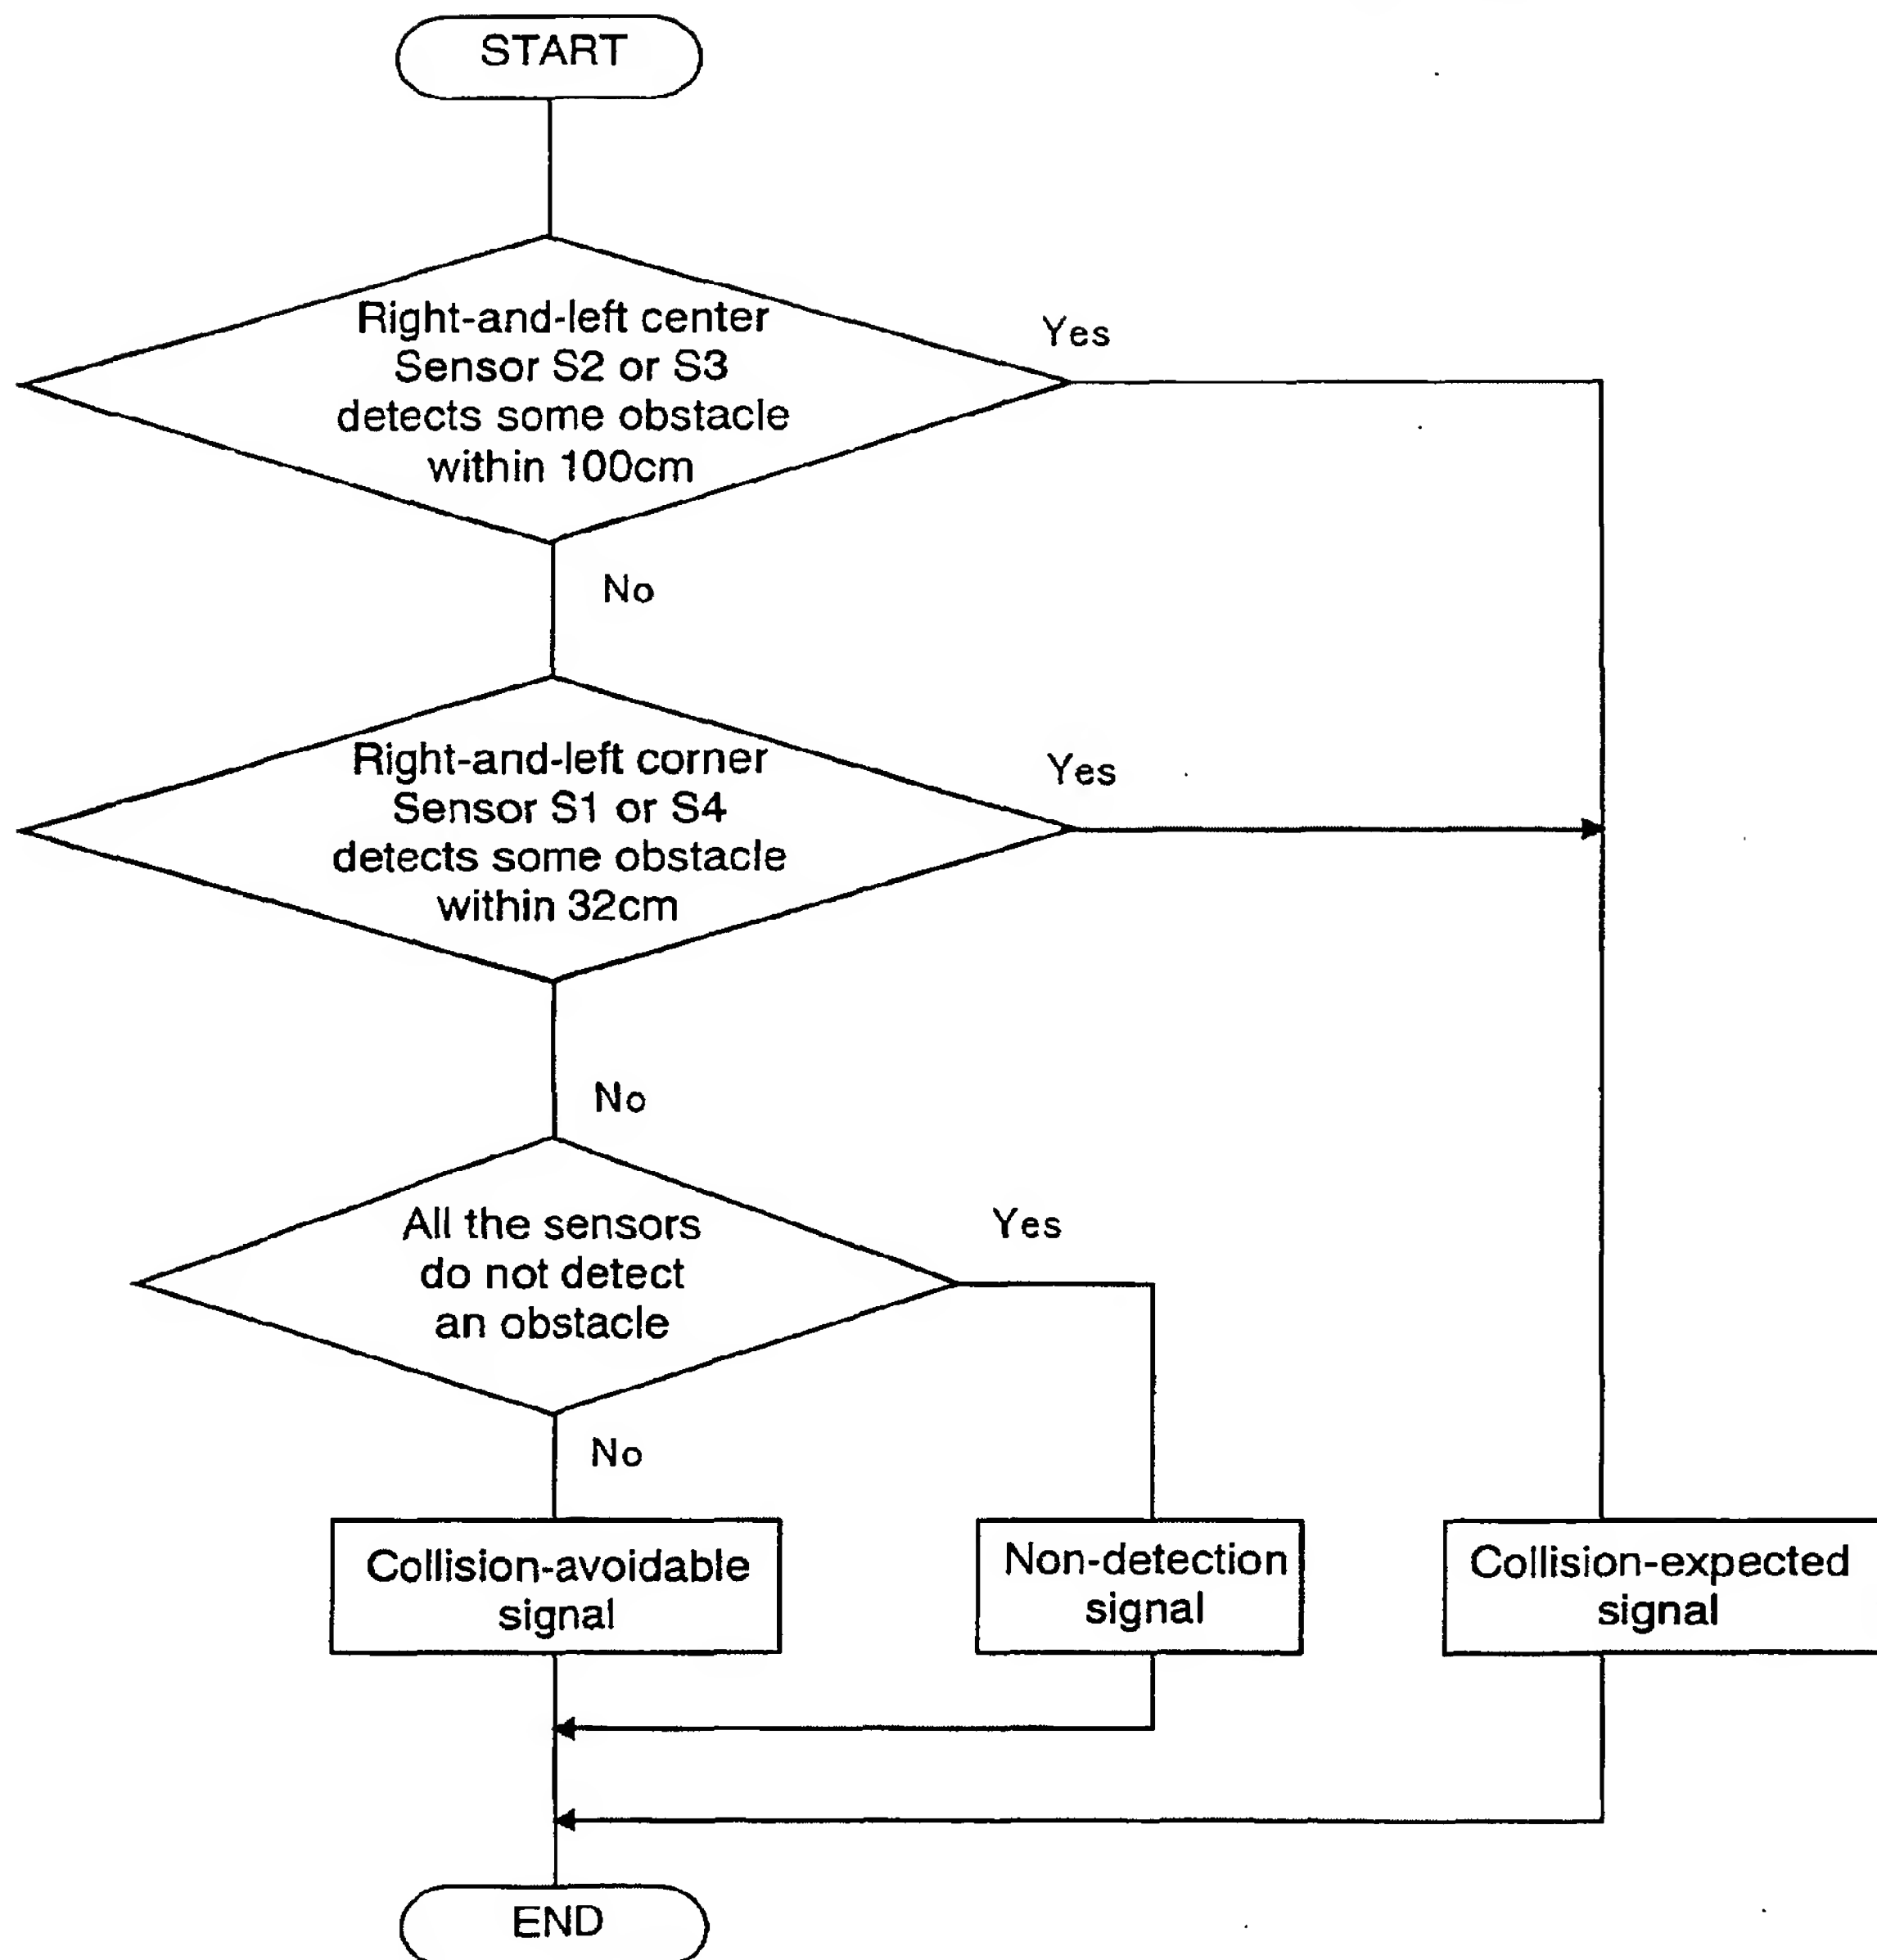 START
Right-and-left center
Sensor S2 or S3
detects some obstacle
within 100cm
Yes
No
Right-and-left corner
Sensor S1 or S4
detects some obstacle
within 32cm
Yes
No
All the sensors
do not detect
an obstacle
Yes
No
Collision-avoidable
signal
Non-detection
signal
Collision-expected
signal
END